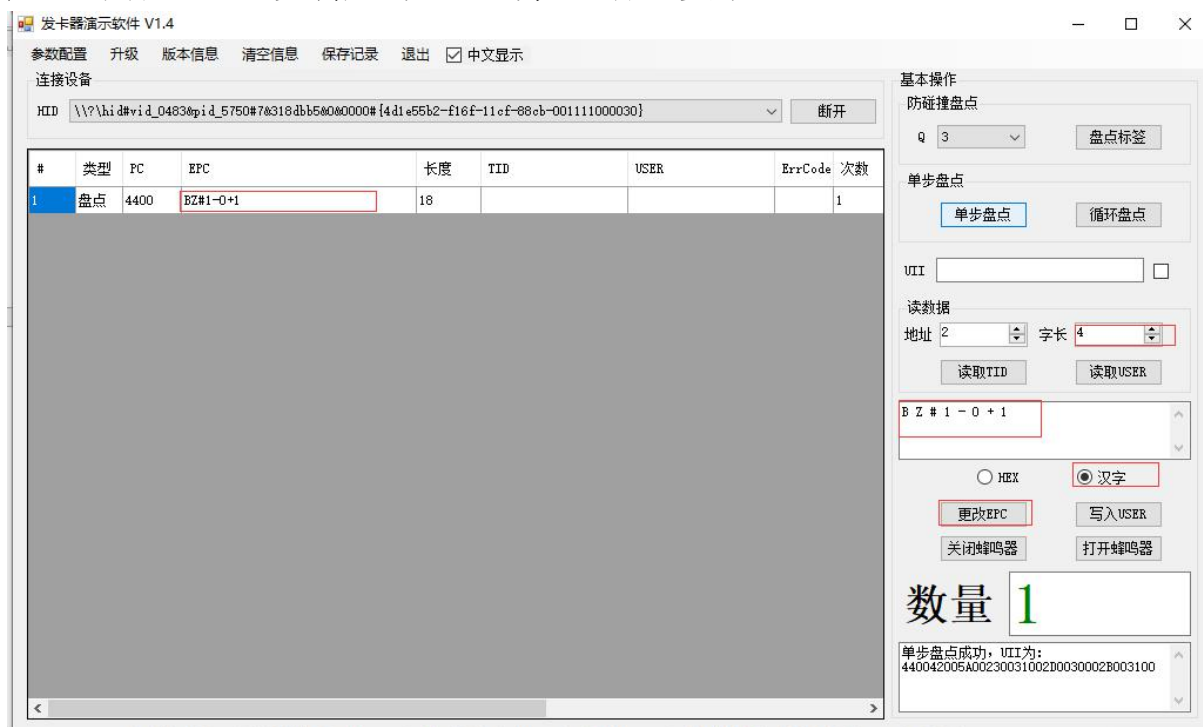 发卡器演示软件 V1.4
参数配置 升级 版本信息 清空信息 保存记录 退出 中文显示
连接设备
HID \\?\hid#vid_0483&pid_5750#7&318dbb5&0&0000#{4d1e55b2-f16f-11cf-88cb-001111000030} 断开
# 类型 PC EPC 长度 TID USER ErrCode 次数
1 盘点 4400 BZ#1-0+1 18 1
基本操作
防碰撞盘点
Q 3 盘点标签
单步盘点
单步盘点 循环盘点
UII
读数据
地址 2 字长 4
读取TID 读取USER
B Z # 1 - 0 + 1
HEX 汉字
更改EPC 写入USER
关闭蜂鸣器 打开蜂鸣器
数量 1
单步盘点成功，UII为：
440042005A00230031002D0030002B003100